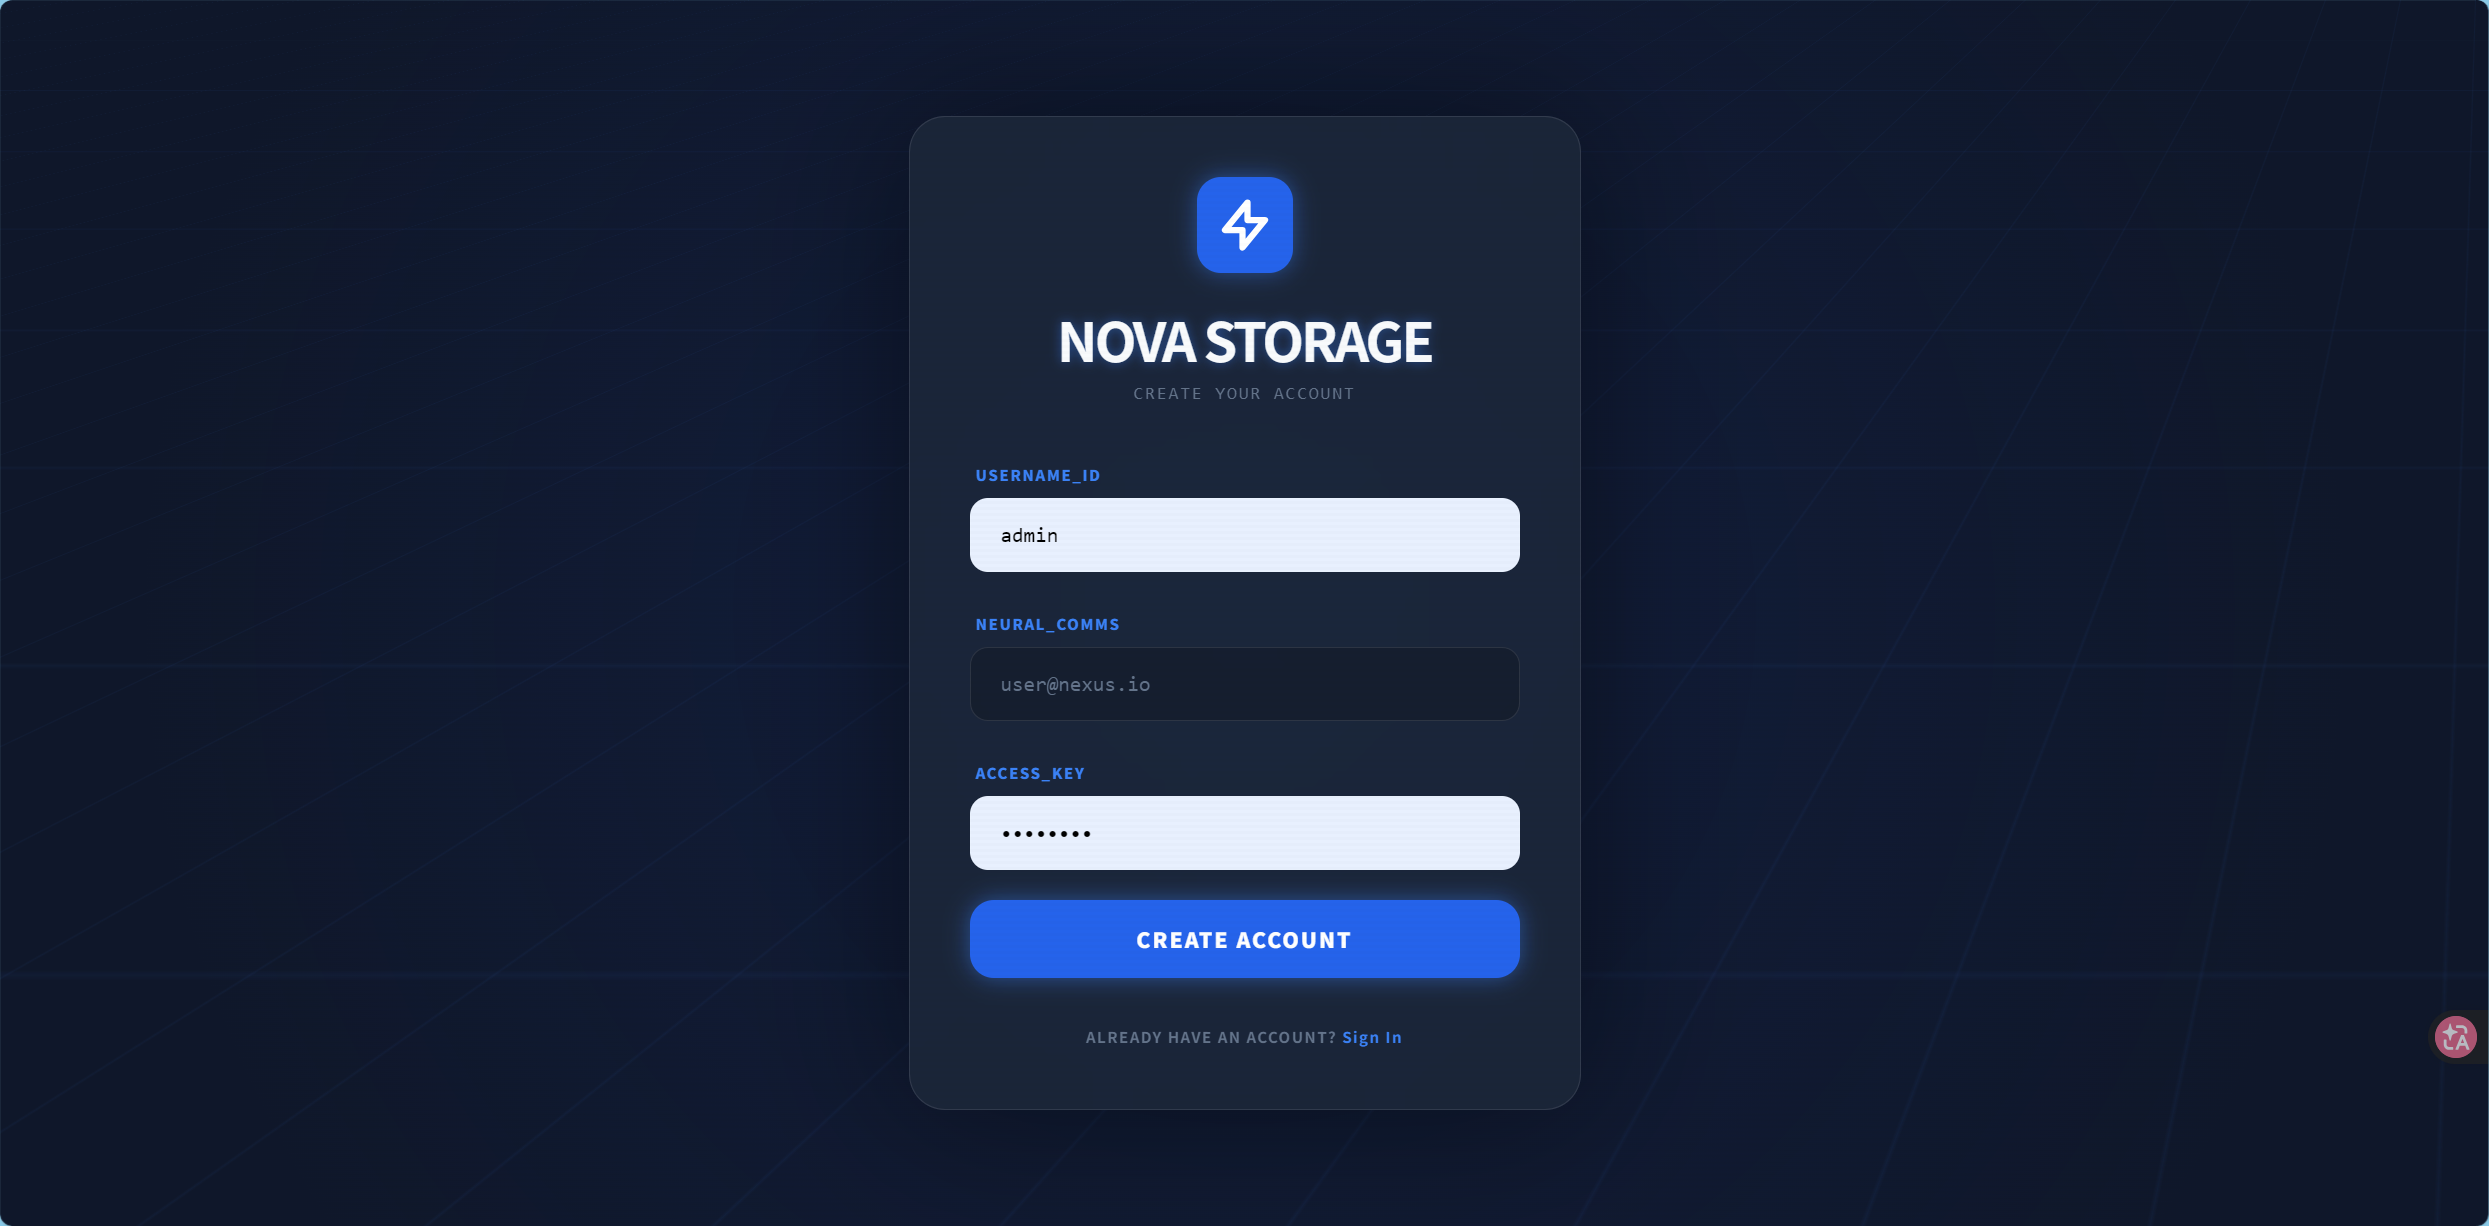 NOVA STORAGE
CREATE YOUR ACCOUNT
USERNAME_ID
admin
NEURAL_COMMS
user@nexus.io
ACCESS_KEY
••••••••
CREATE ACCOUNT
ALREADY HAVE AN ACCOUNT? Sign In